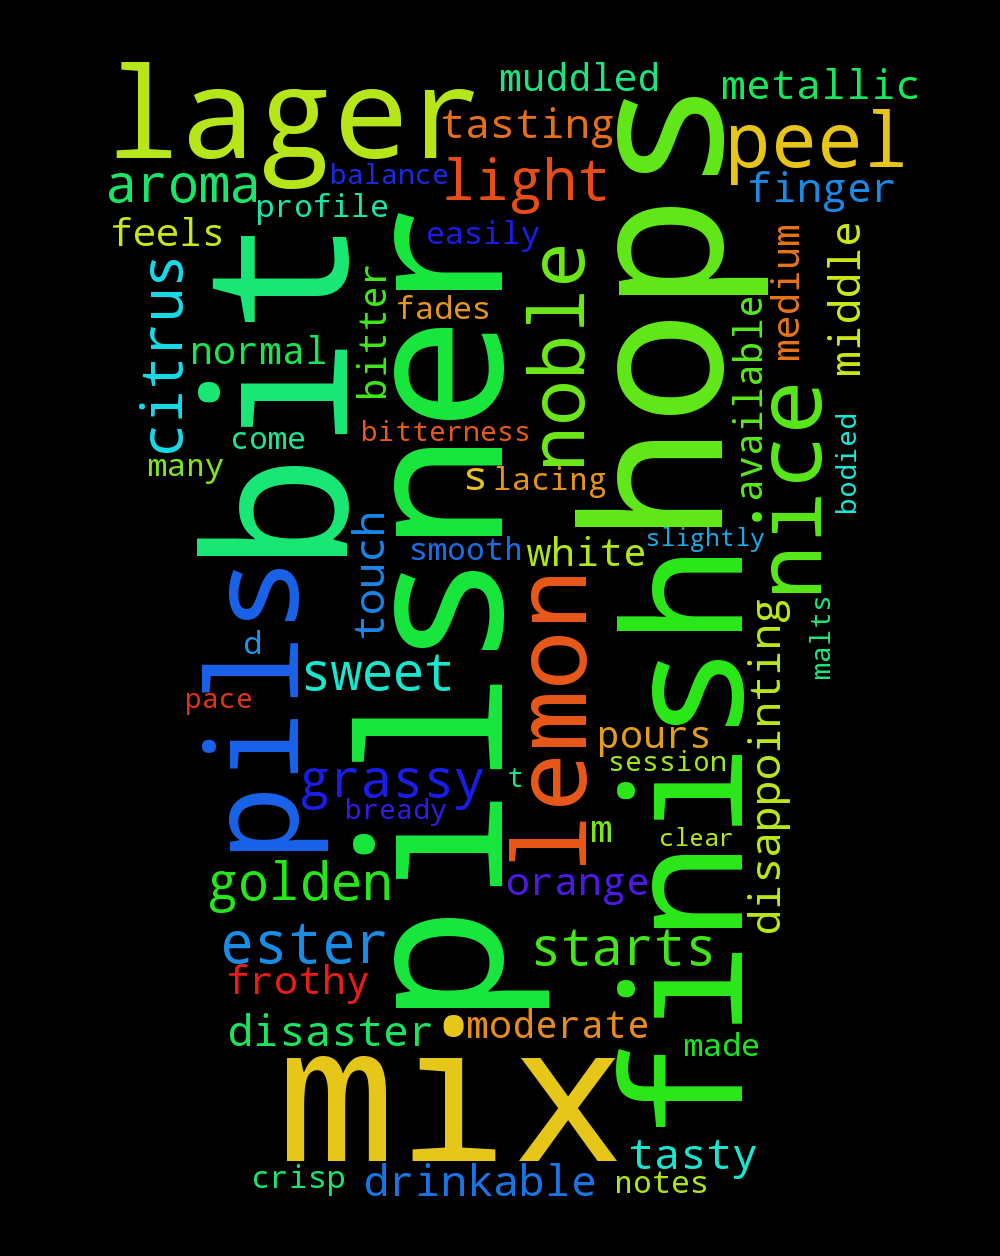 lager
muddled
metallic
tasting
peel
aroma
balance
light
finger
profile
feels
easily
hops
bit
pilsner
citrus
bitter
fades
noble
medium
middle
normal
available
nice
come
bitterness
many
s
lacing
bodied
touch
smooth
white
slightly
finish
pils
d
sweet
lemon
malts
disappointing
pace
pours
grassy
t
session
bready
m
clear
golden
orange
ester
starts
frothy
disaster
moderate
made
mix
tasty
crisp
drinkable
notes